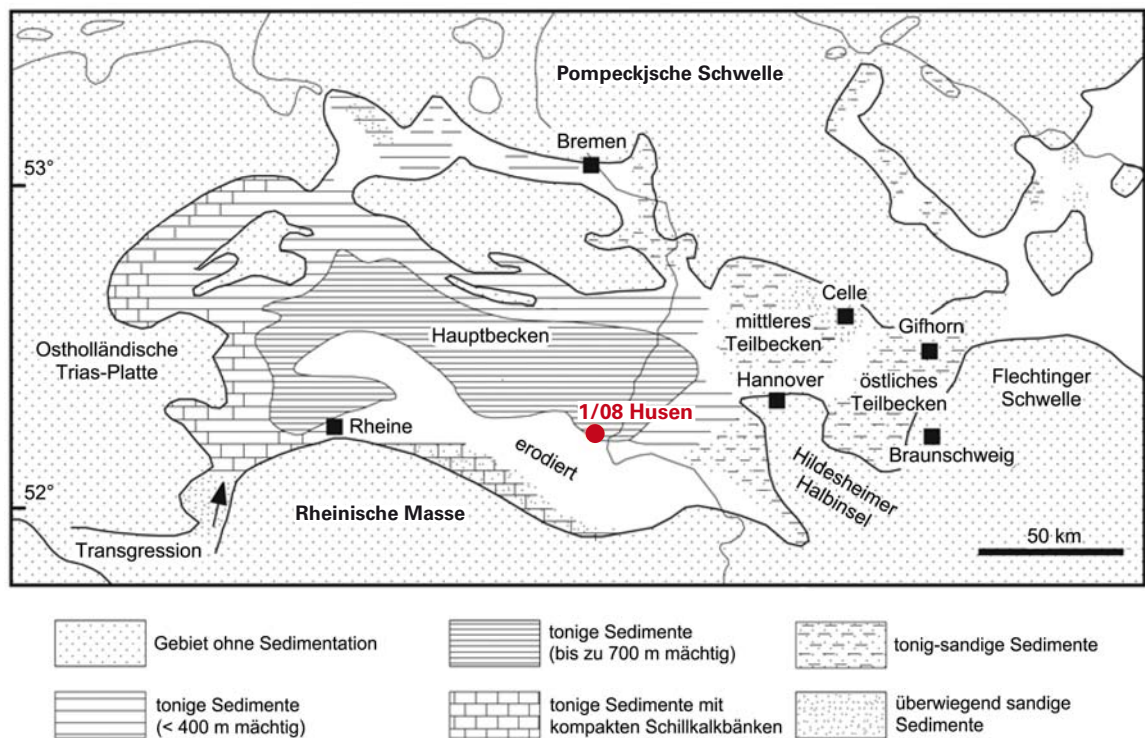 Pompeckjsche Schwelle
Bremen
53°
Celle
mittleres
Teilbecken
Gifhorn
Hauptbecken
Ostholländische
Trias-Platte
Hannover
östliches
Teilbecken
Flechtinger
Schwelle
1/08 Husen
Rheine
Braunschweig
erodiert
Hildesheimer
Halbinsel
52°
Rheinische Masse
Transgression
50 km
Gebiet ohne Sedimentation
tonige Sedimente
(bis zu 700 m mächtig)
tonig-sandige Sedimente
tonige Sedimente
(< 400 m mächtig)
tonige Sedimente mit
kompakten Schillkalkbänken
überwiegend sandige
Sedimente